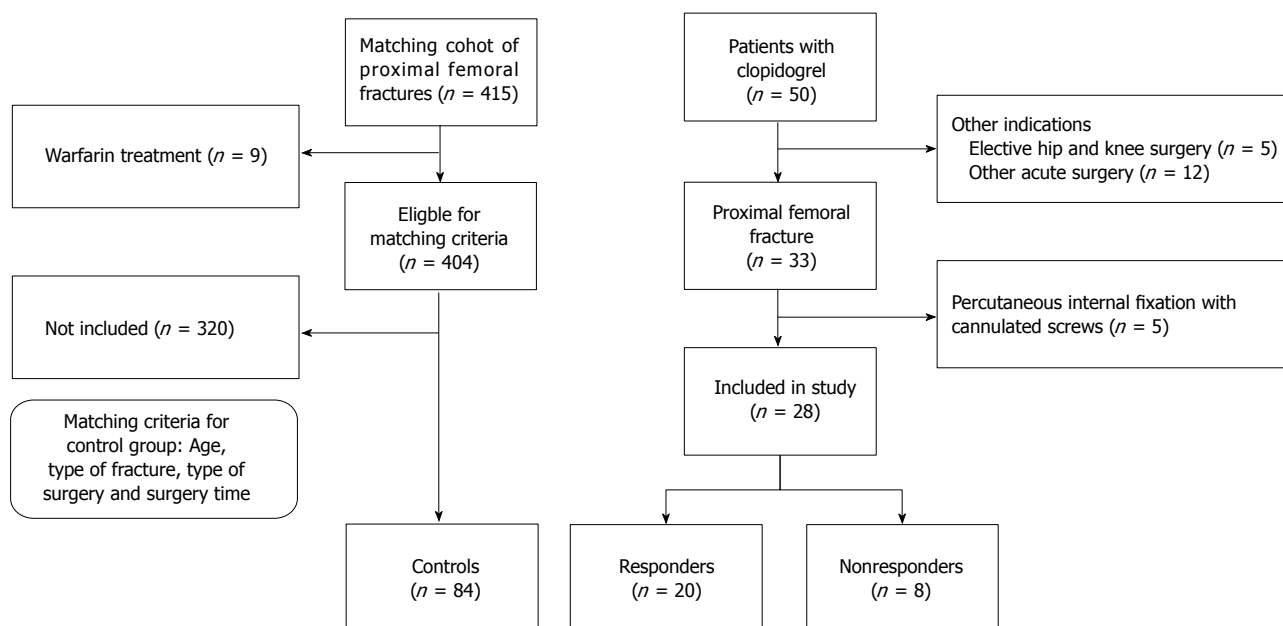 Matching cohot of
proximal femoral
fractures (n = 415)
Warfarin treatment (n = 9)
Eligble for
matching criteria
(n = 404)
Not included (n = 320)
Matching criteria for
control group: Age,
type of fracture, type of
surgery and surgery time
Controls
(n = 84)
Patients with
clopidogrel
(n = 50)
Other indications
Elective hip and knee surgery (n = 5)
Other acute surgery (n = 12)
Proximal femoral
fracture
(n = 33)
Percutaneous internal fixation with
cannulated screws (n = 5)
Included in study
(n = 28)
Responders
(n = 20)
Nonresponders
(n = 8)